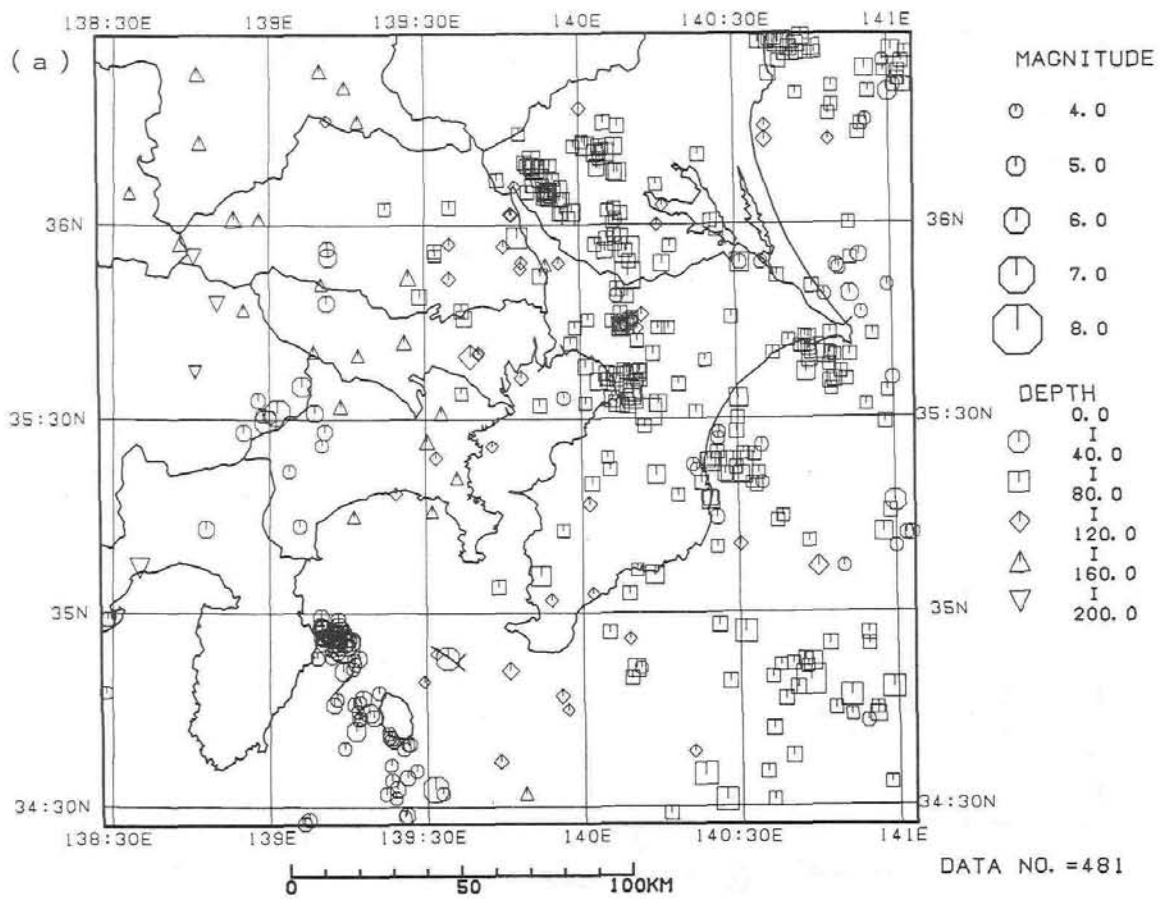 138:30E 139E 139:30E 140E 140:30E 141E
(a)
MAGNITUDE
4.0
5.0
6.0
7.0
8.0
DEPTH
0.0
I
40.0
I
80.0
I
120.0
I
160.0
I
200.0
36N 36N
35:30N 35:30N
35N 35N
34:30N 34:30N
138:30E 139E 139:30E 140E 140:30E 141E
0 50 100KM
DATA NO. =481